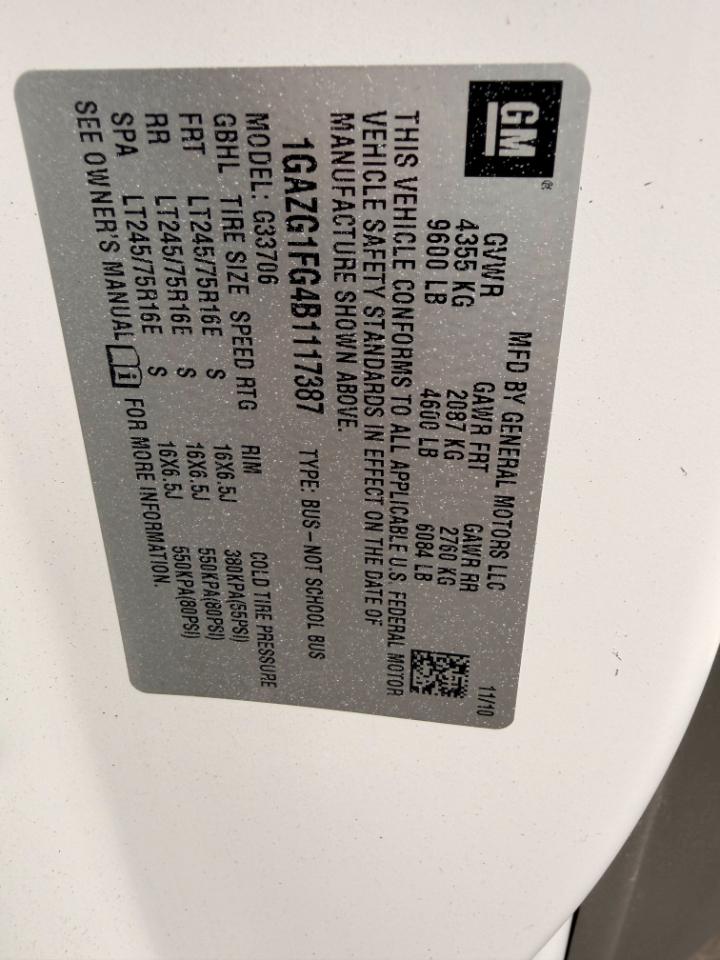 GM
MFD BY GENERAL MOTORS LLC 11/10
GVWR GAWR FRT GAWR RR
4355 KG 2087 KG 2760 KG
9600 LB 4600 LB 6084 LB
THIS VEHICLE CONFORMS TO ALL APPLICABLE U.S. FEDERAL MOTOR
VEHICLE SAFETY STANDARDS IN EFFECT ON THE DATE OF
MANUFACTURE SHOWN ABOVE.
1GAZG1FG4B1117387 TYPE: BUS-NOT SCHOOL BUS
MODEL: G33706
GBHL TIRE SIZE SPEED RTG RIM COLD TIRE PRESSURE
FRT LT245/75R16E S 16X6.5J 380KPA(55PSI)
RR LT245/75R16E S 16X6.5J 550KPA(80PSI)
SPA LT245/75R16E S 16X6.5J 550KPA(80PSI)
SEE OWNER'S MANUAL i FOR MORE INFORMATION.